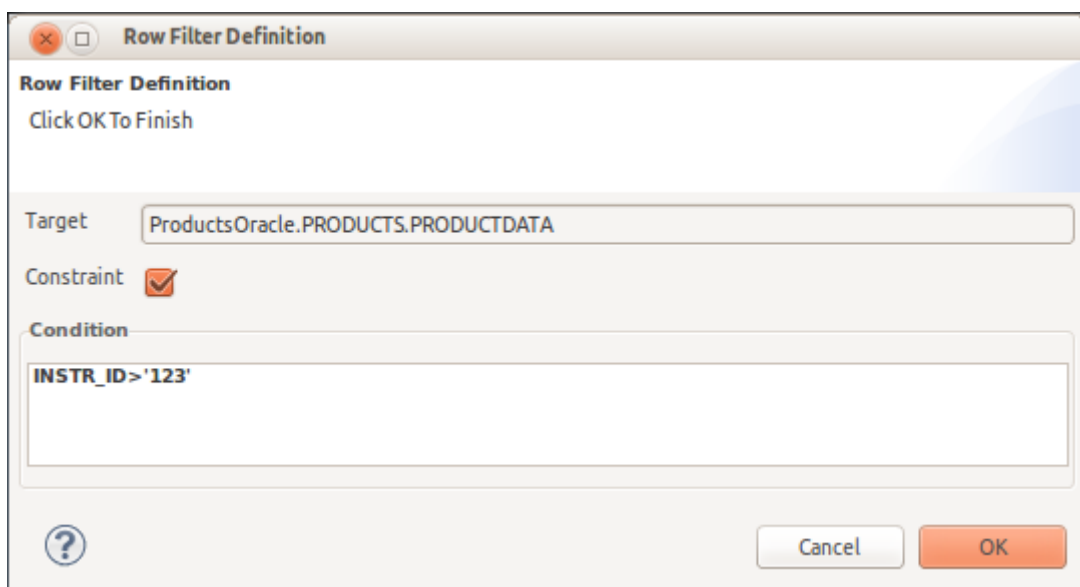 Row Filter Definition
Row Filter Definition
Click OK To Finish
Target ProductsOracle.PRODUCTS.PRODUCTDATA
Constraint
Condition
INSTR_ID>'123'
? Cancel OK